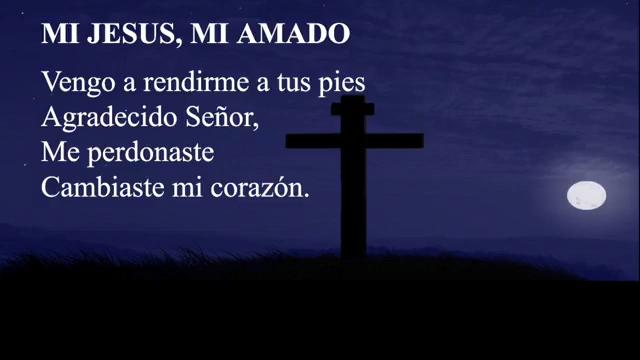 MI JESUS, MI AMADO
Vengo a rendirme a tus pies
Agradecido Señor,
Me perdonaste
Cambiaste mi corazón.